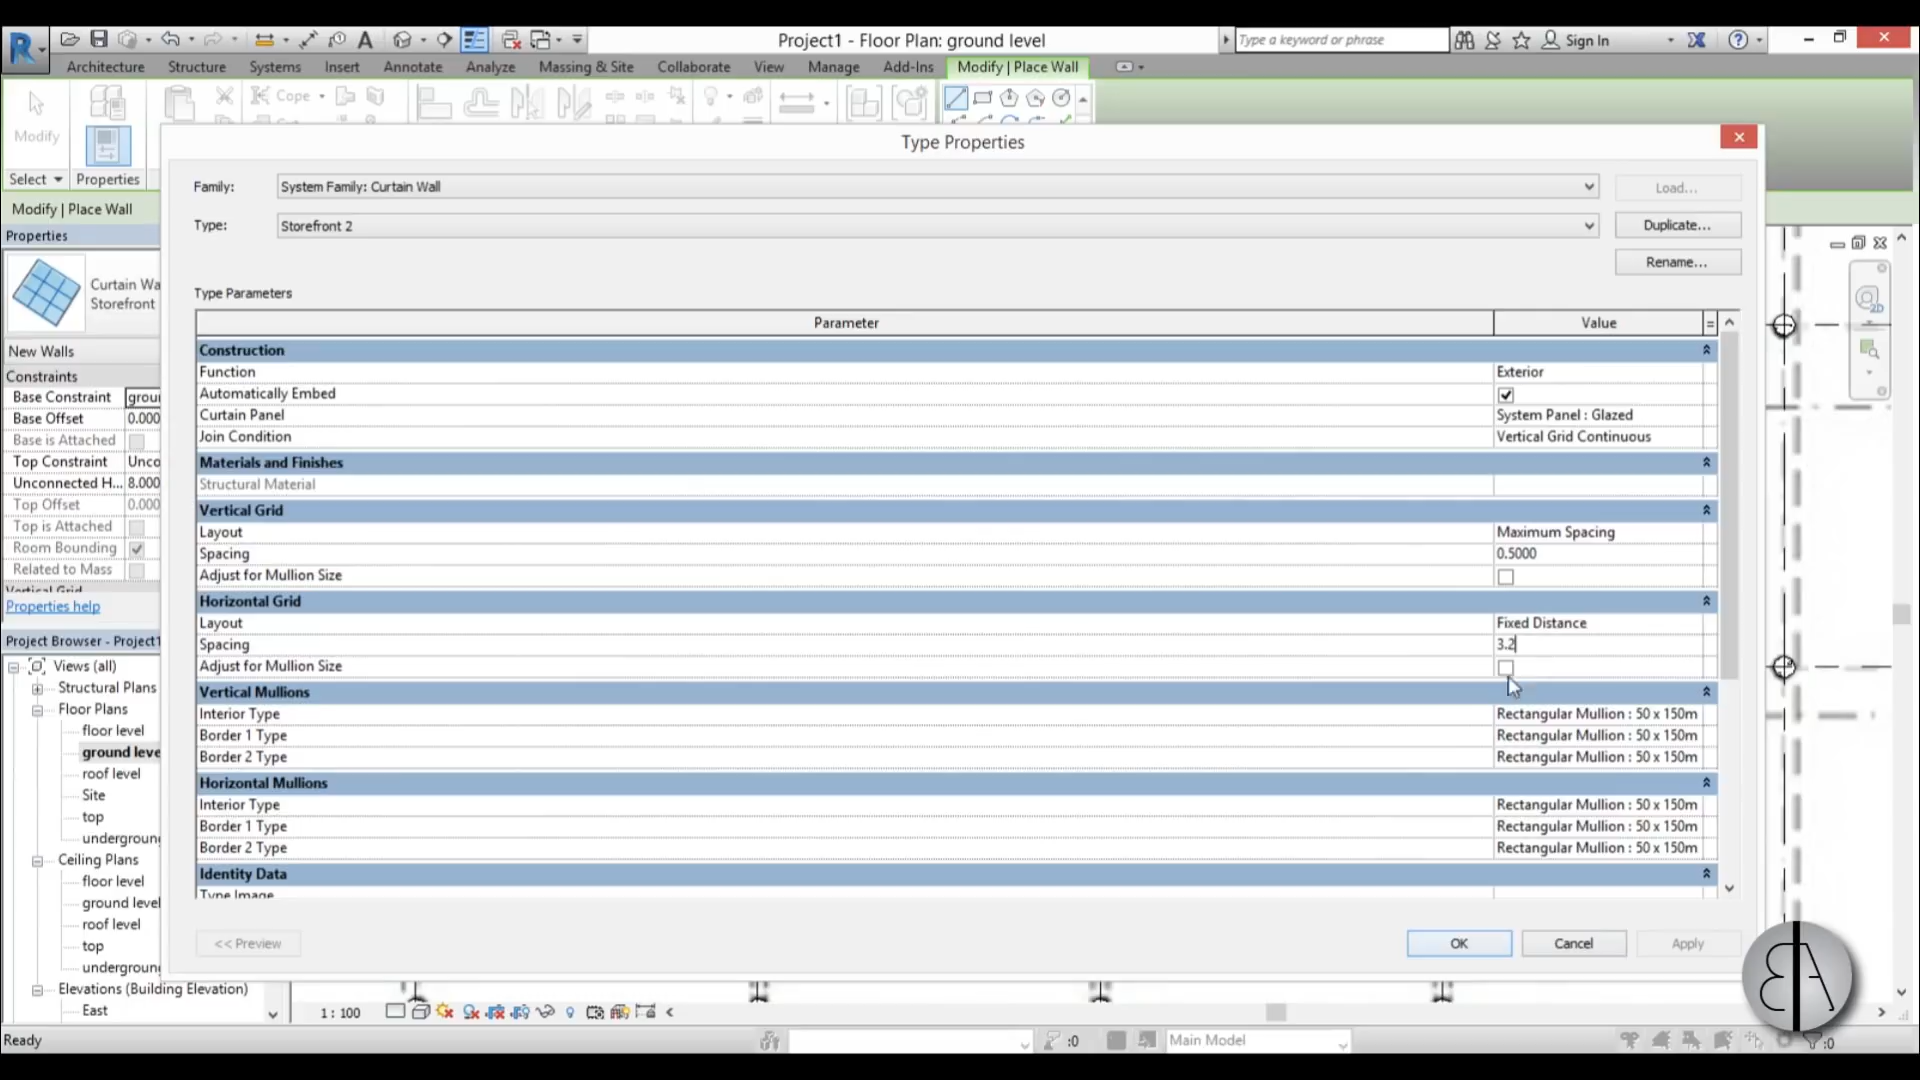 Project1 - Floor Plan: ground level
Type a keyword or phrase
Sign In
Architecture Structure Systems Insert Annotate Analyze Massing & Site Collaborate View Manage Add-Ins Modify | Place Wall
Modify
Cope
Select
Properties
Modify | Place Wall
Properties
Curtain Wa
Storefront
New Walls
Constraints
Base Constraint grou
Base Offset 0.000
Base is Attached
Top Constraint Unco
Unconnected H... 8.000
Top Offset 0.000
Top is Attached
Room Bounding
Related to Mass
Vertical Grid
Properties help
Project Browser - Project1
Views (all)
Structural Plans
Floor Plans
floor level
ground leve
roof level
Site
top
underground
Ceiling Plans
floor level
ground level
roof level
top
underground
Elevations (Building Elevation)
East
Type Properties
Family: System Family: Curtain Wall
Load...
Type: Storefront 2
Duplicate...
Rename...
Type Parameters
Parameter Value =
Construction
Function Exterior
Automatically Embed
Curtain Panel System Panel : Glazed
Join Condition Vertical Grid Continuous
Materials and Finishes
Structural Material
Vertical Grid
Layout Maximum Spacing
Spacing 0.5000
Adjust for Mullion Size
Horizontal Grid
Layout Fixed Distance
Spacing 3.2
Adjust for Mullion Size
Vertical Mullions
Interior Type Rectangular Mullion : 50 x 150m
Border 1 Type Rectangular Mullion : 50 x 150m
Border 2 Type Rectangular Mullion : 50 x 150m
Horizontal Mullions
Interior Type Rectangular Mullion : 50 x 150m
Border 1 Type Rectangular Mullion : 50 x 150m
Border 2 Type Rectangular Mullion : 50 x 150m
Identity Data
Type Image
<< Preview
OK
Cancel
Apply
1 : 100
Ready
:0
Main Model
:0